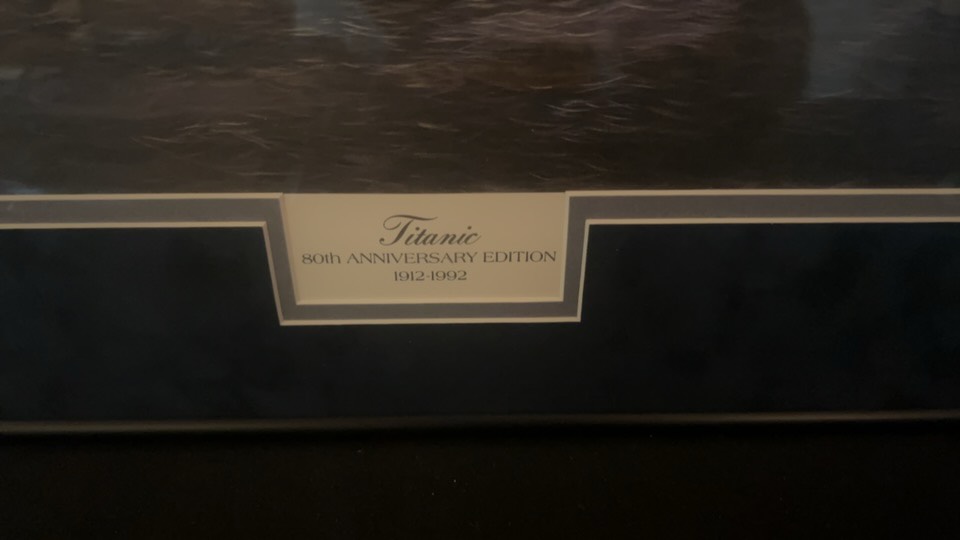 Titanic
80th ANNIVERSARY EDITION
1912-1992